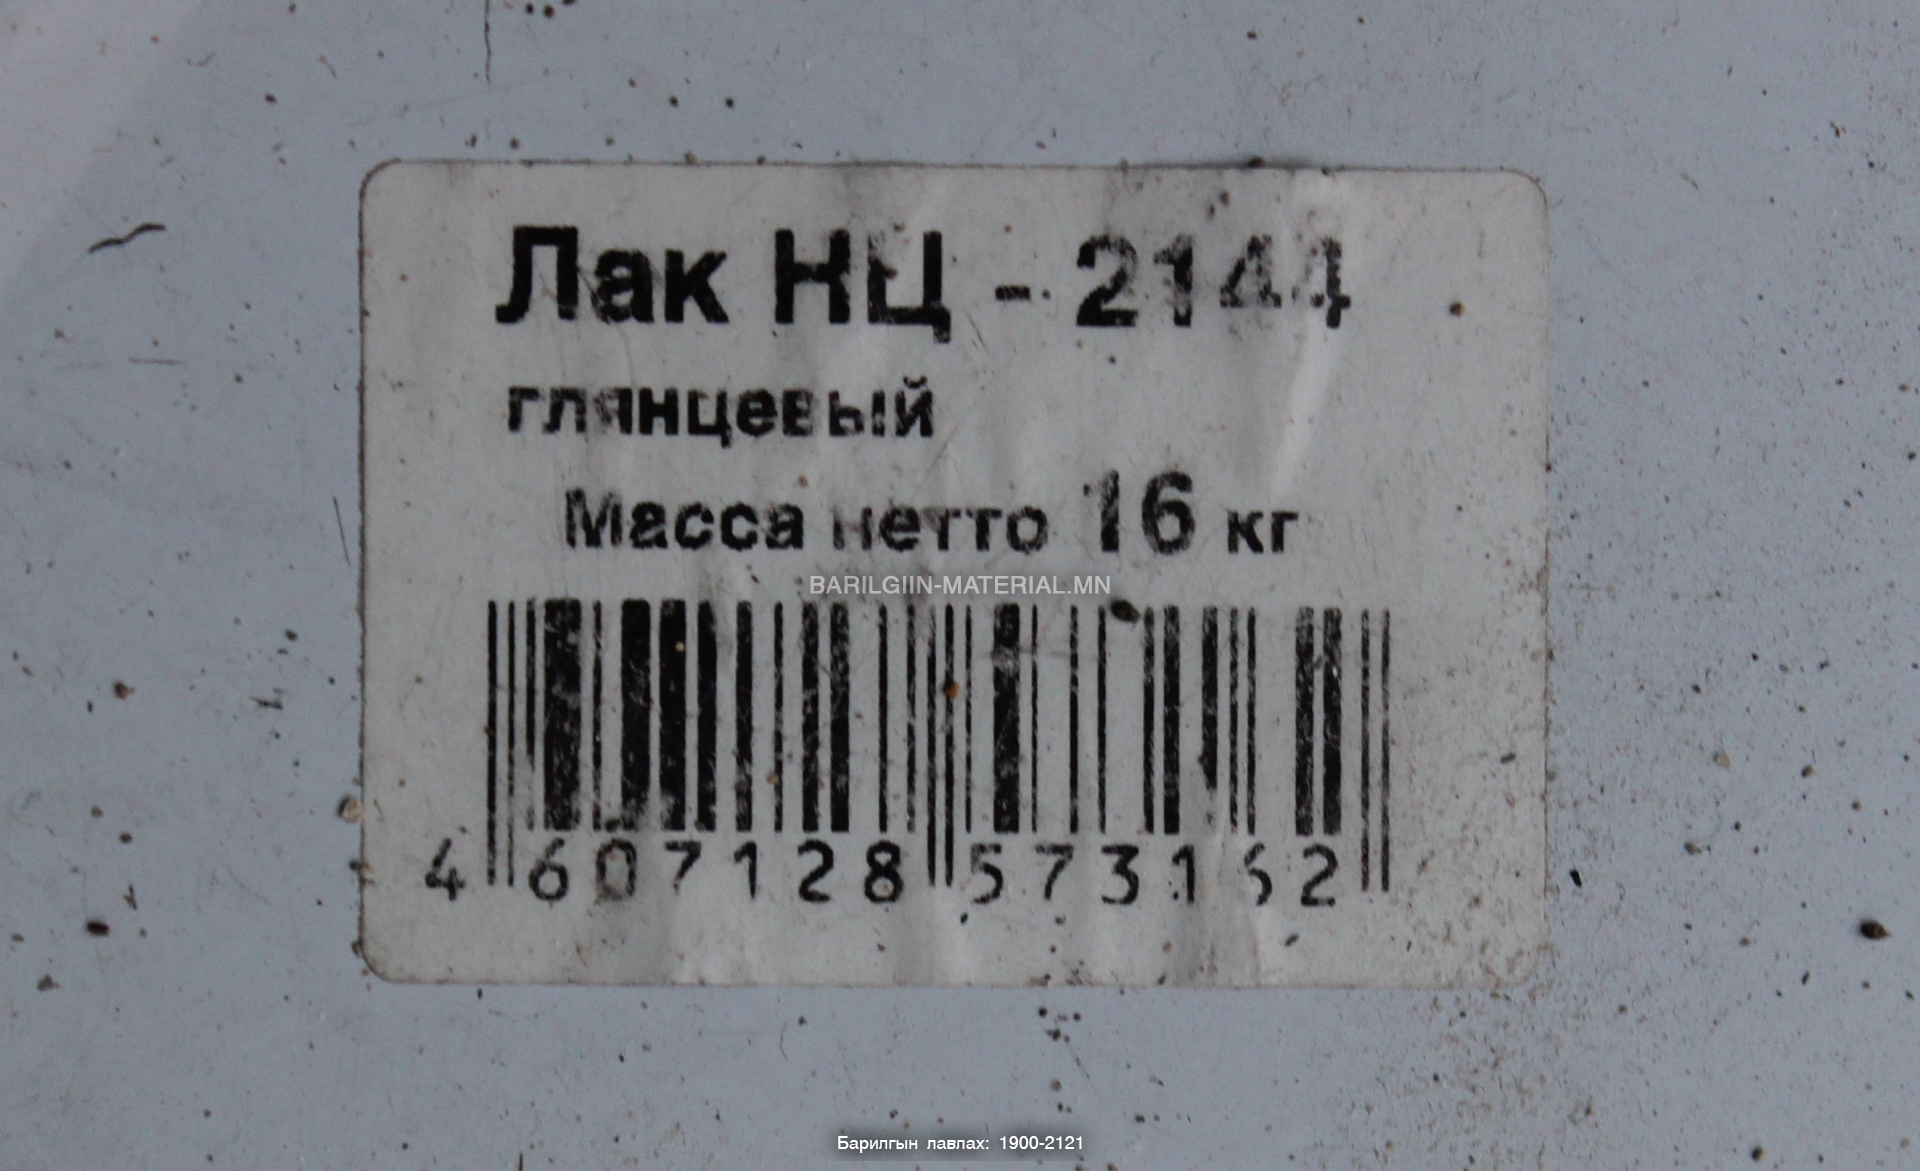 Лак НЦ - 2144
глянцевый
Масса нетто 16 кг
BARILGIIN-MATERIAL.MN
4 607128 573162
Барилгын лавлах: 1900-2121